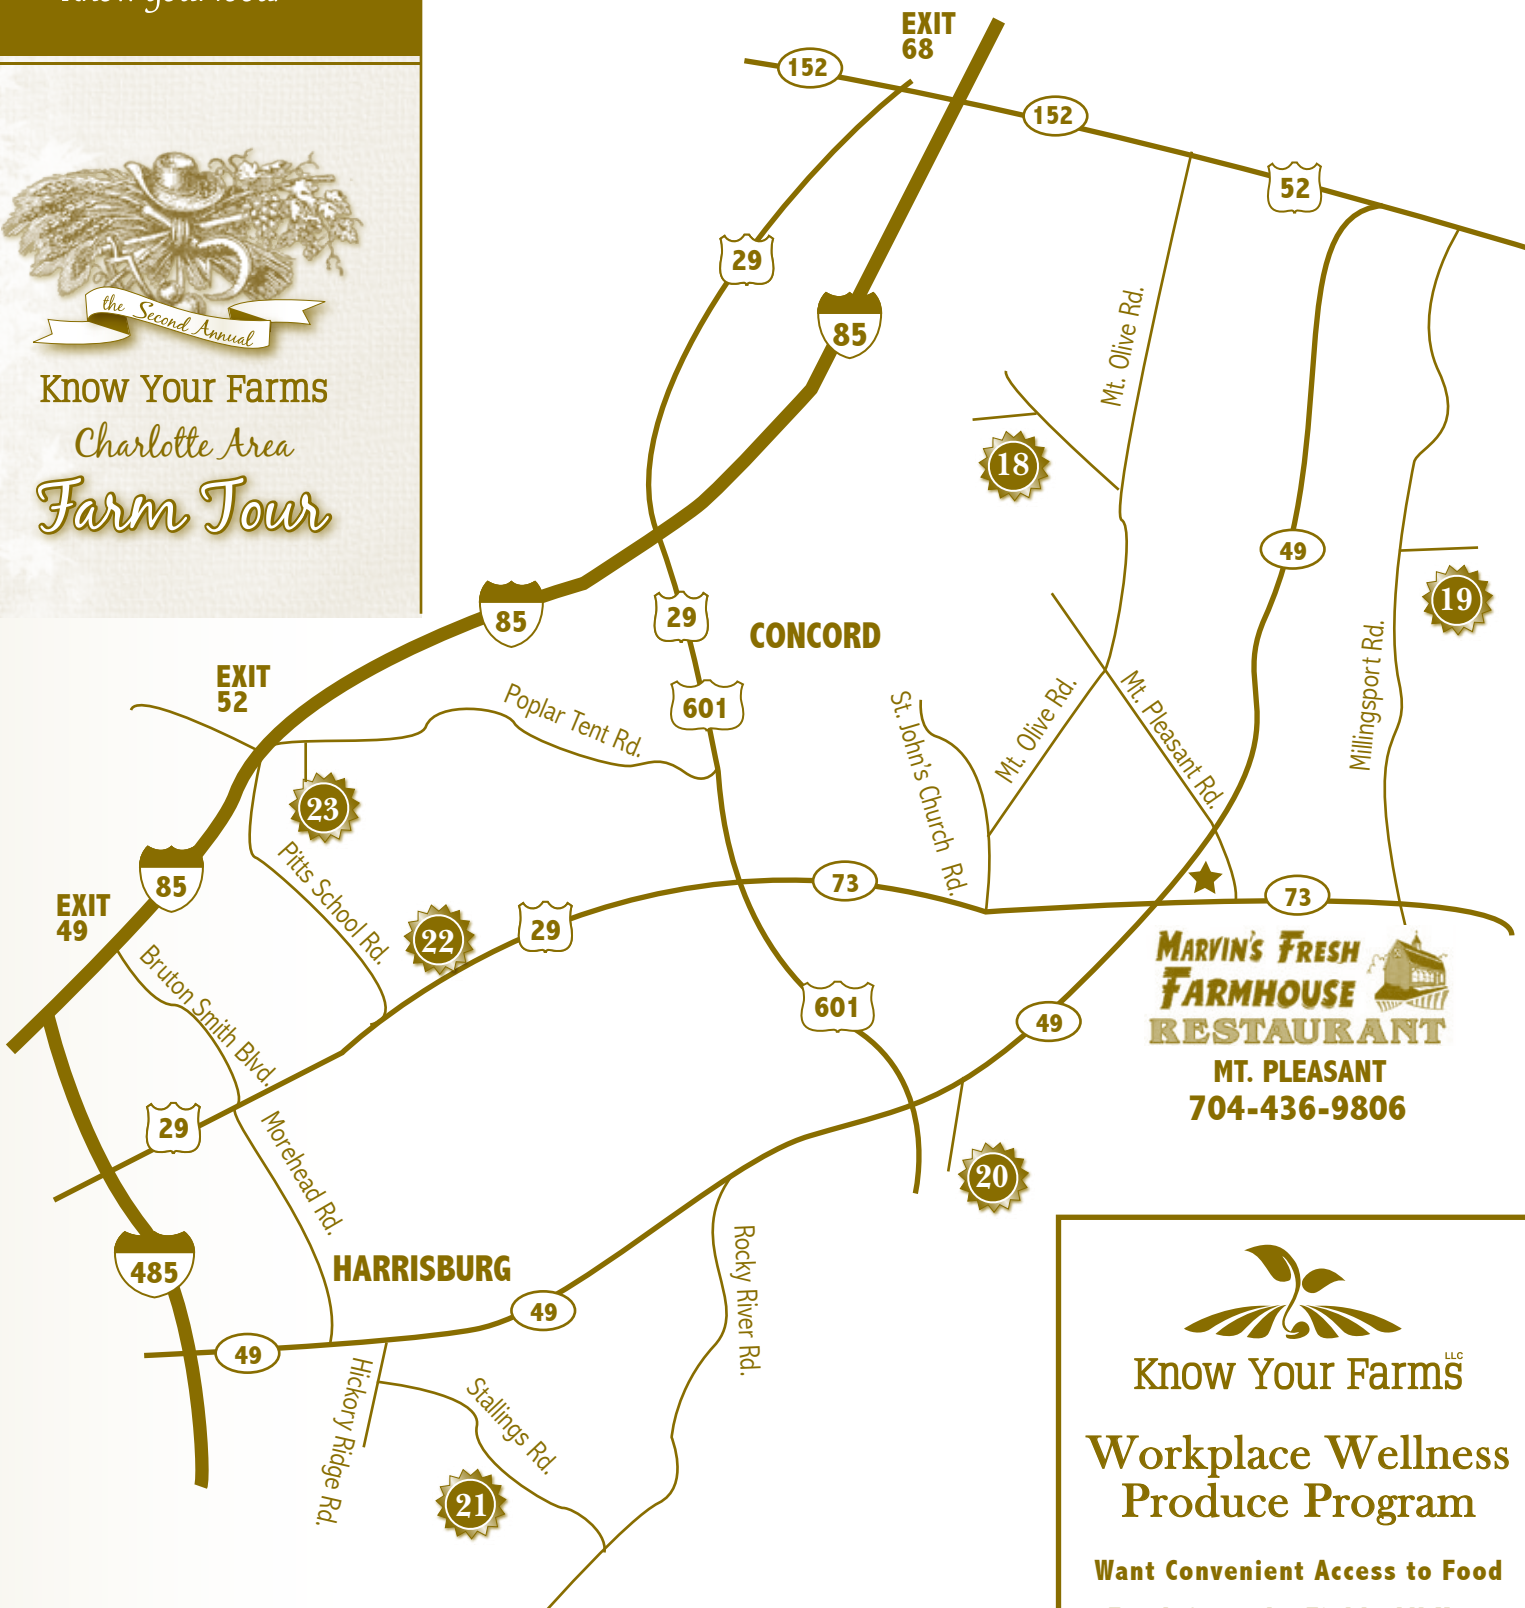 the Second Annual
Know Your Farms
Charlotte Area
Farm Tour
EXIT
68
152
152
52
29
85
Mt. Olive Rd.
18
49
19
85
29
CONCORD
EXIT
52
601
Poplar Tent Rd.
St. John's Church Rd.
Mt. Olive Rd.
Mt. Pleasant Rd.
Millingsport Rd.
23
Pitts School Rd.
85
EXIT
49
22
29
73
73
Bruton Smith Blvd.
601
49
MARVIN'S FRESH
FARMHOUSE
RESTAURANT
MT. PLEASANT
704-436-9806
29
Morehead Rd.
20
485
HARRISBURG
49
49
Rocky River Rd.
Hickory Ridge Rd.
Stallings Rd.
21
Know Your Farms LLC
Workplace Wellness
Produce Program
Want Convenient Access to Food